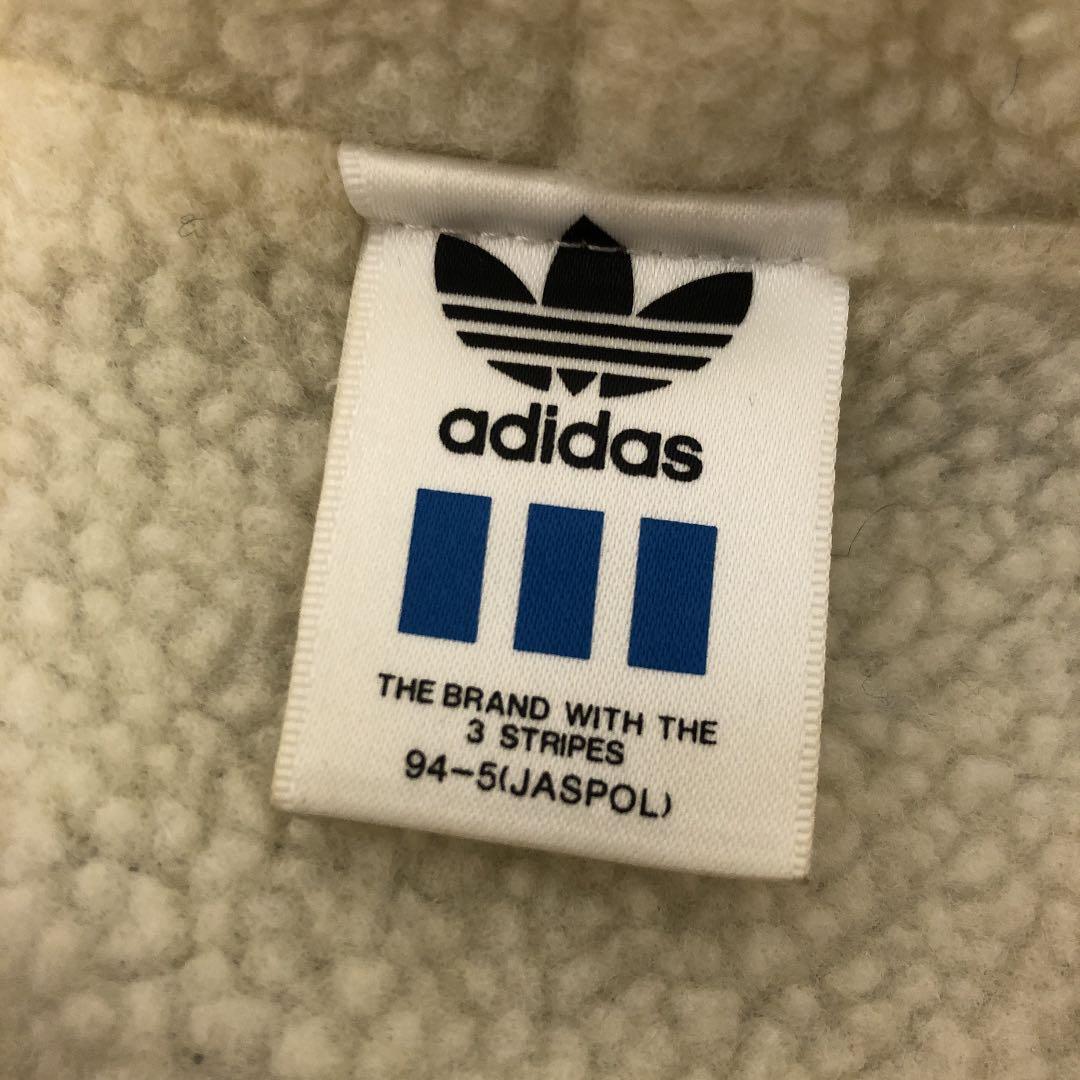 adidas
THE BRAND WITH THE
3 STRIPES
94-5(JASPOL)